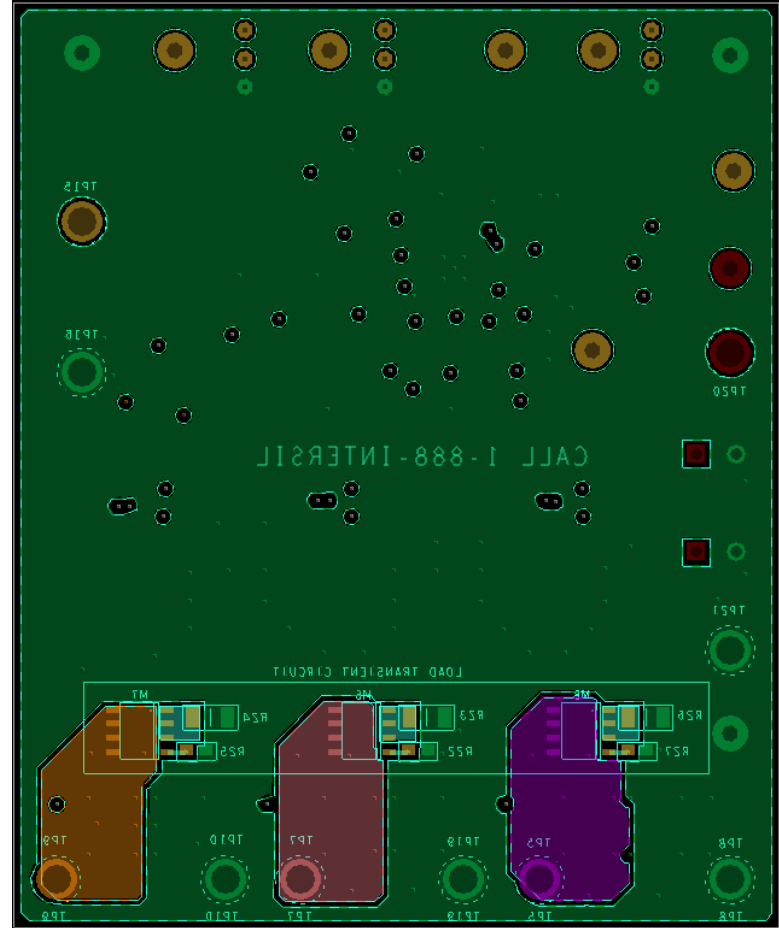 TP15
TP16
TP20
CALL 1-888-INTERSIL
TP21
LOAD TRANSIENT CIRCUIT
M7 M6 M8
R24 R23 R26
R25 R22 R27
TP9 TP10 TP7 TP19 TP5 TP8
TP9 TP10 TP7 TP19 TP5 TP8